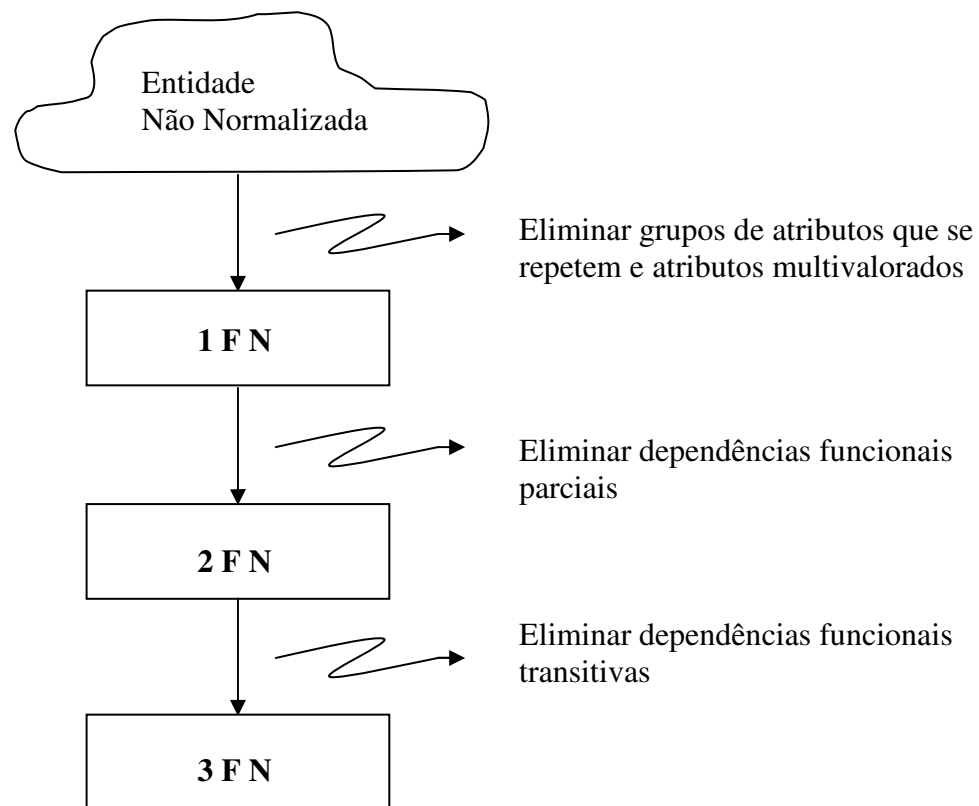 Entidade
Não Normalizada
Eliminar grupos de atributos que se
repetem e atributos multivalorados
1 F N
Eliminar dependências funcionais
parciais
2 F N
Eliminar dependências funcionais
transitivas
3 F N